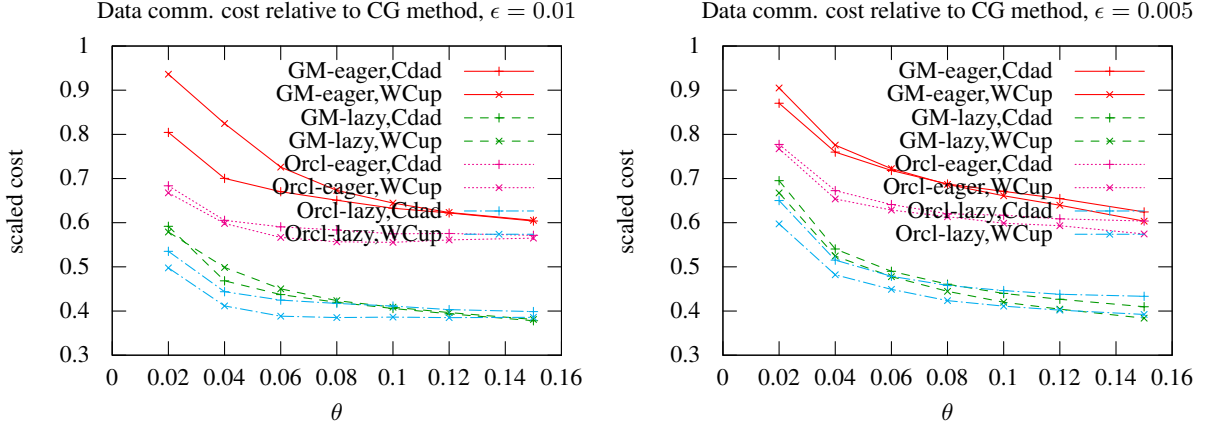 Data comm. cost relative to CG method, ϵ = 0.01
1
0.9
0.8
0.7
0.6
0.5
0.4
0.3
scaled cost
GM-eager,Cdad
GM-eager,WCup
GM-lazy,Cdad
GM-lazy,WCup
Orcl-eager,Cdad
Orcl-eager,WCup
Orcl-lazy,Cdad
Orcl-lazy,WCup
0 0.02 0.04 0.06 0.08 0.1 0.12 0.14 0.16
θ
Data comm. cost relative to CG method, ϵ = 0.005
1
0.9
0.8
0.7
0.6
0.5
0.4
0.3
scaled cost
GM-eager,Cdad
GM-eager,WCup
GM-lazy,Cdad
GM-lazy,WCup
Orcl-eager,Cdad
Orcl-eager,WCup
Orcl-lazy,Cdad
Orcl-lazy,WCup
0 0.02 0.04 0.06 0.08 0.1 0.12 0.14 0.16
θ